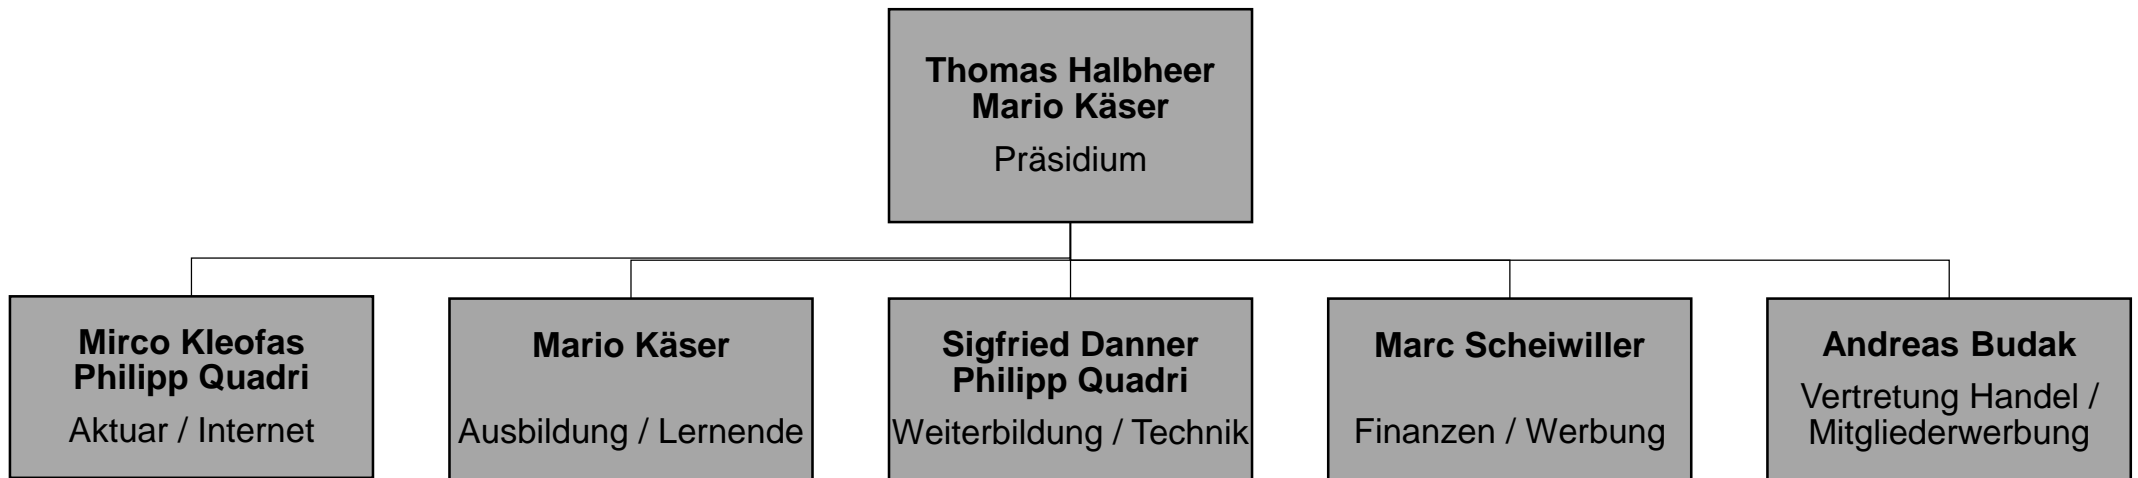 Thomas Halbheer
Mario Käser
Präsidium
Mirco Kleofas
Philipp Quadri
Aktuar / Internet
Mario Käser
Ausbildung / Lernende
Sigfried Danner
Philipp Quadri
Weiterbildung / Technik
Marc Scheiwiller
Finanzen / Werbung
Andreas Budak
Vertretung Handel /
Mitgliederwerbung